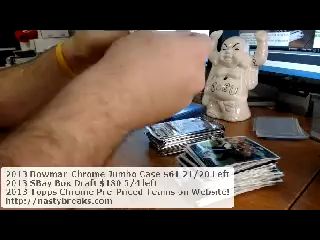 2013 Bowman Chrome Jumbo Case $61 21/20 Left
2013 SBay Box Draft $180 5/4 left
2013 Topps Chrome Pre-Priced Teams on Website!
http://nastybreaks.com